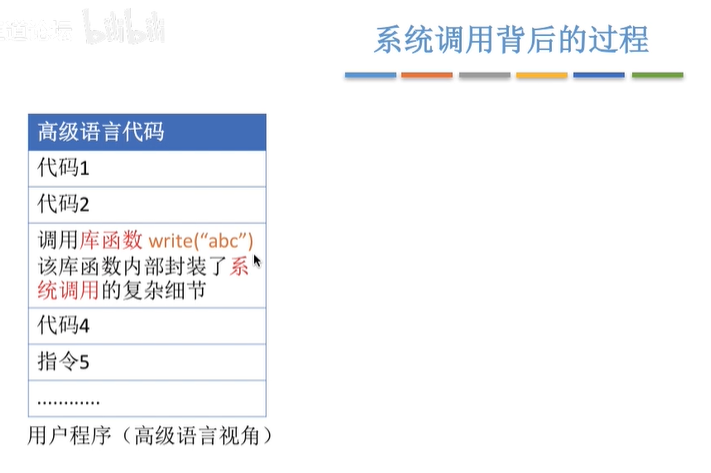 道论坛 bilibili
系统调用背后的过程
高级语言代码
代码1
代码2
调用库函数 write(“abc”)
该库函数内部封装了系
统调用的复杂细节
代码4
指令5
…………
用户程序（高级语言视角）